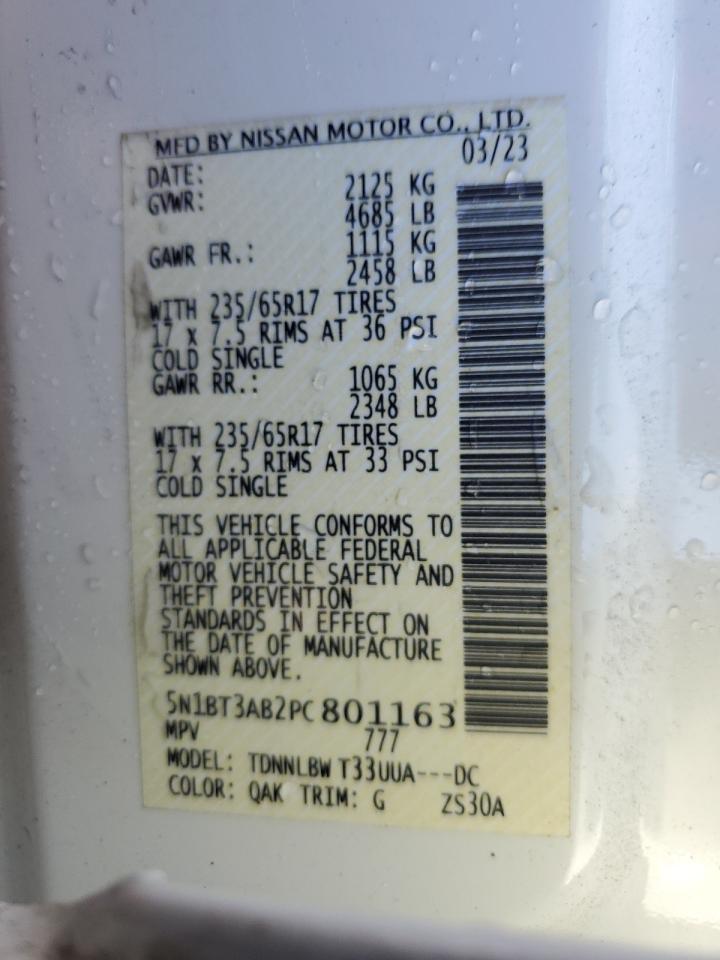 MFD BY NISSAN MOTOR CO., LTD.
DATE: 03/23
GVWR: 2125 KG
4685 LB
GAWR FR.: 1115 KG
2458 LB
WITH 235/65R17 TIRES
17 x 7.5 RIMS AT 36 PSI
COLD SINGLE
GAWR RR.: 1065 KG
2348 LB
WITH 235/65R17 TIRES
17 x 7.5 RIMS AT 33 PSI
COLD SINGLE
THIS VEHICLE CONFORMS TO
ALL APPLICABLE FEDERAL
MOTOR VEHICLE SAFETY AND
THEFT PREVENTION
STANDARDS IN EFFECT ON
THE DATE OF MANUFACTURE
SHOWN ABOVE.
5N1BT3AB2PC801163
MPV 777
MODEL: TDNNLBW T33UUA---DC
COLOR: QAK TRIM: G ZS30A